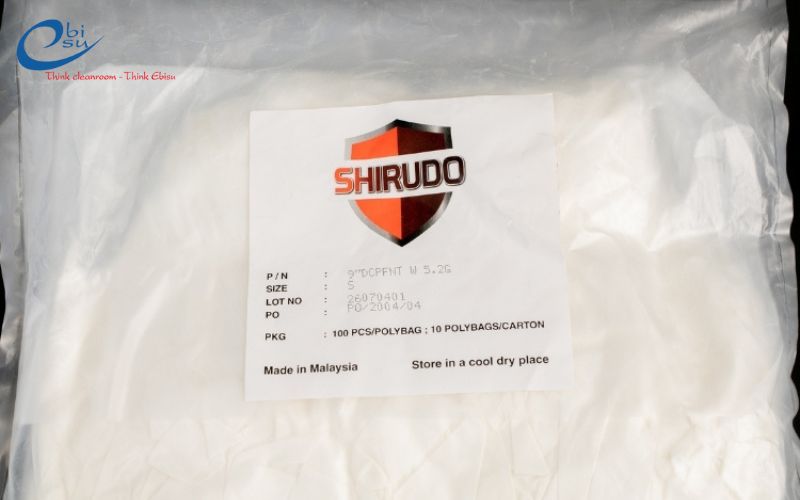 ebisu
Think cleanroom - Think Ebisu
SHIRUDO
P / N : 9"DCPFNT W 5.2G
SIZE : S
LOT NO : 26070401
PO : PO/2004/04
PKG : 100 PCS/POLYBAG ; 10 POLYBAGS/CARTON
Made in Malaysia Store in a cool dry place